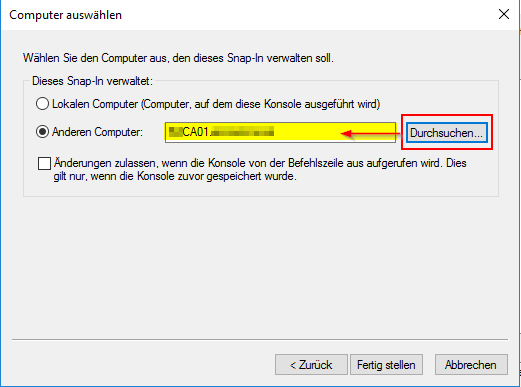 Computer auswählen
Wählen Sie den Computer aus, den dieses Snap-In verwalten soll.
Dieses Snap-In verwaltet:
Lokalen Computer (Computer, auf dem diese Konsole ausgeführt wird)
Anderen Computer: CA01. Durchsuchen...
Änderungen zulassen, wenn die Konsole von der Befehlszeile aus aufgerufen wird. Dies
gilt nur, wenn die Konsole zuvor gespeichert wurde.
< Zurück Fertig stellen Abbrechen